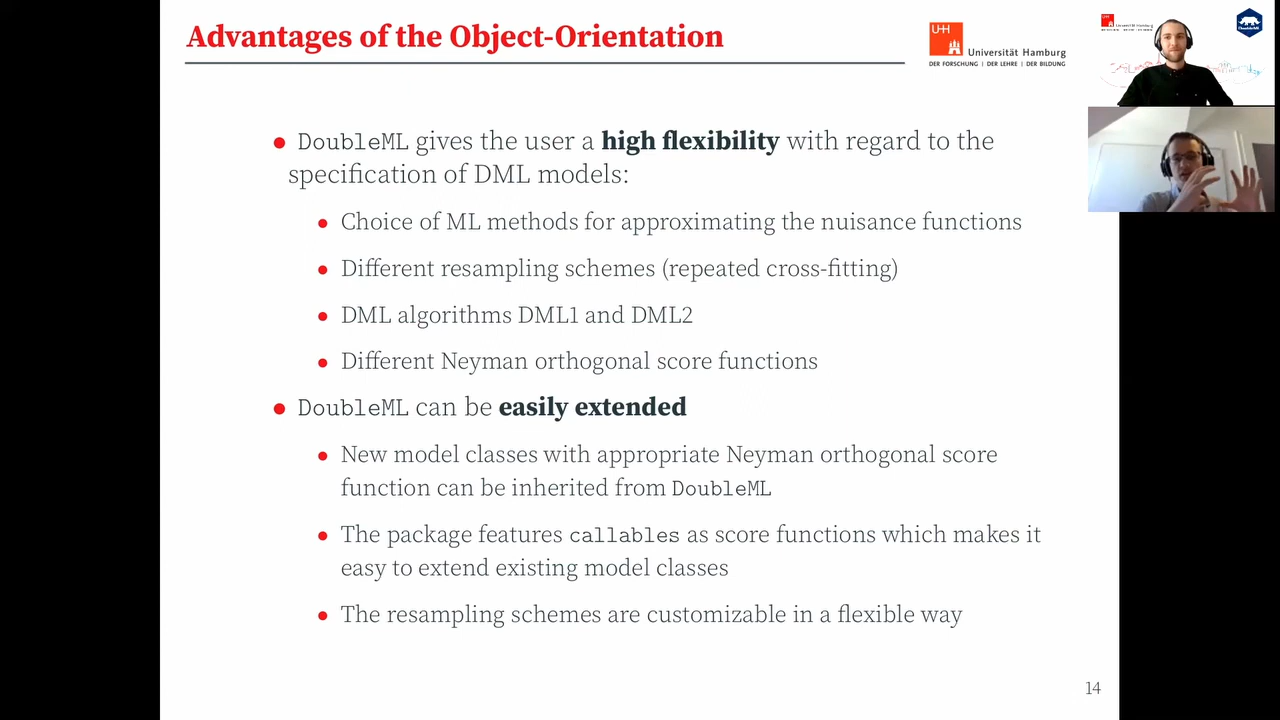 Advantages of the Object-Orientation
UH
Universität Hamburg
DER FORSCHUNG | DER LEHRE | DER BILDUNG
• DoubleML gives the user a high flexibility with regard to the
specification of DML models:
• Choice of ML methods for approximating the nuisance functions
• Different resampling schemes (repeated cross-fitting)
• DML algorithms DML1 and DML2
• Different Neyman orthogonal score functions
• DoubleML can be easily extended
• New model classes with appropriate Neyman orthogonal score
function can be inherited from DoubleML
• The package features callables as score functions which makes it
easy to extend existing model classes
• The resampling schemes are customizable in a flexible way
14